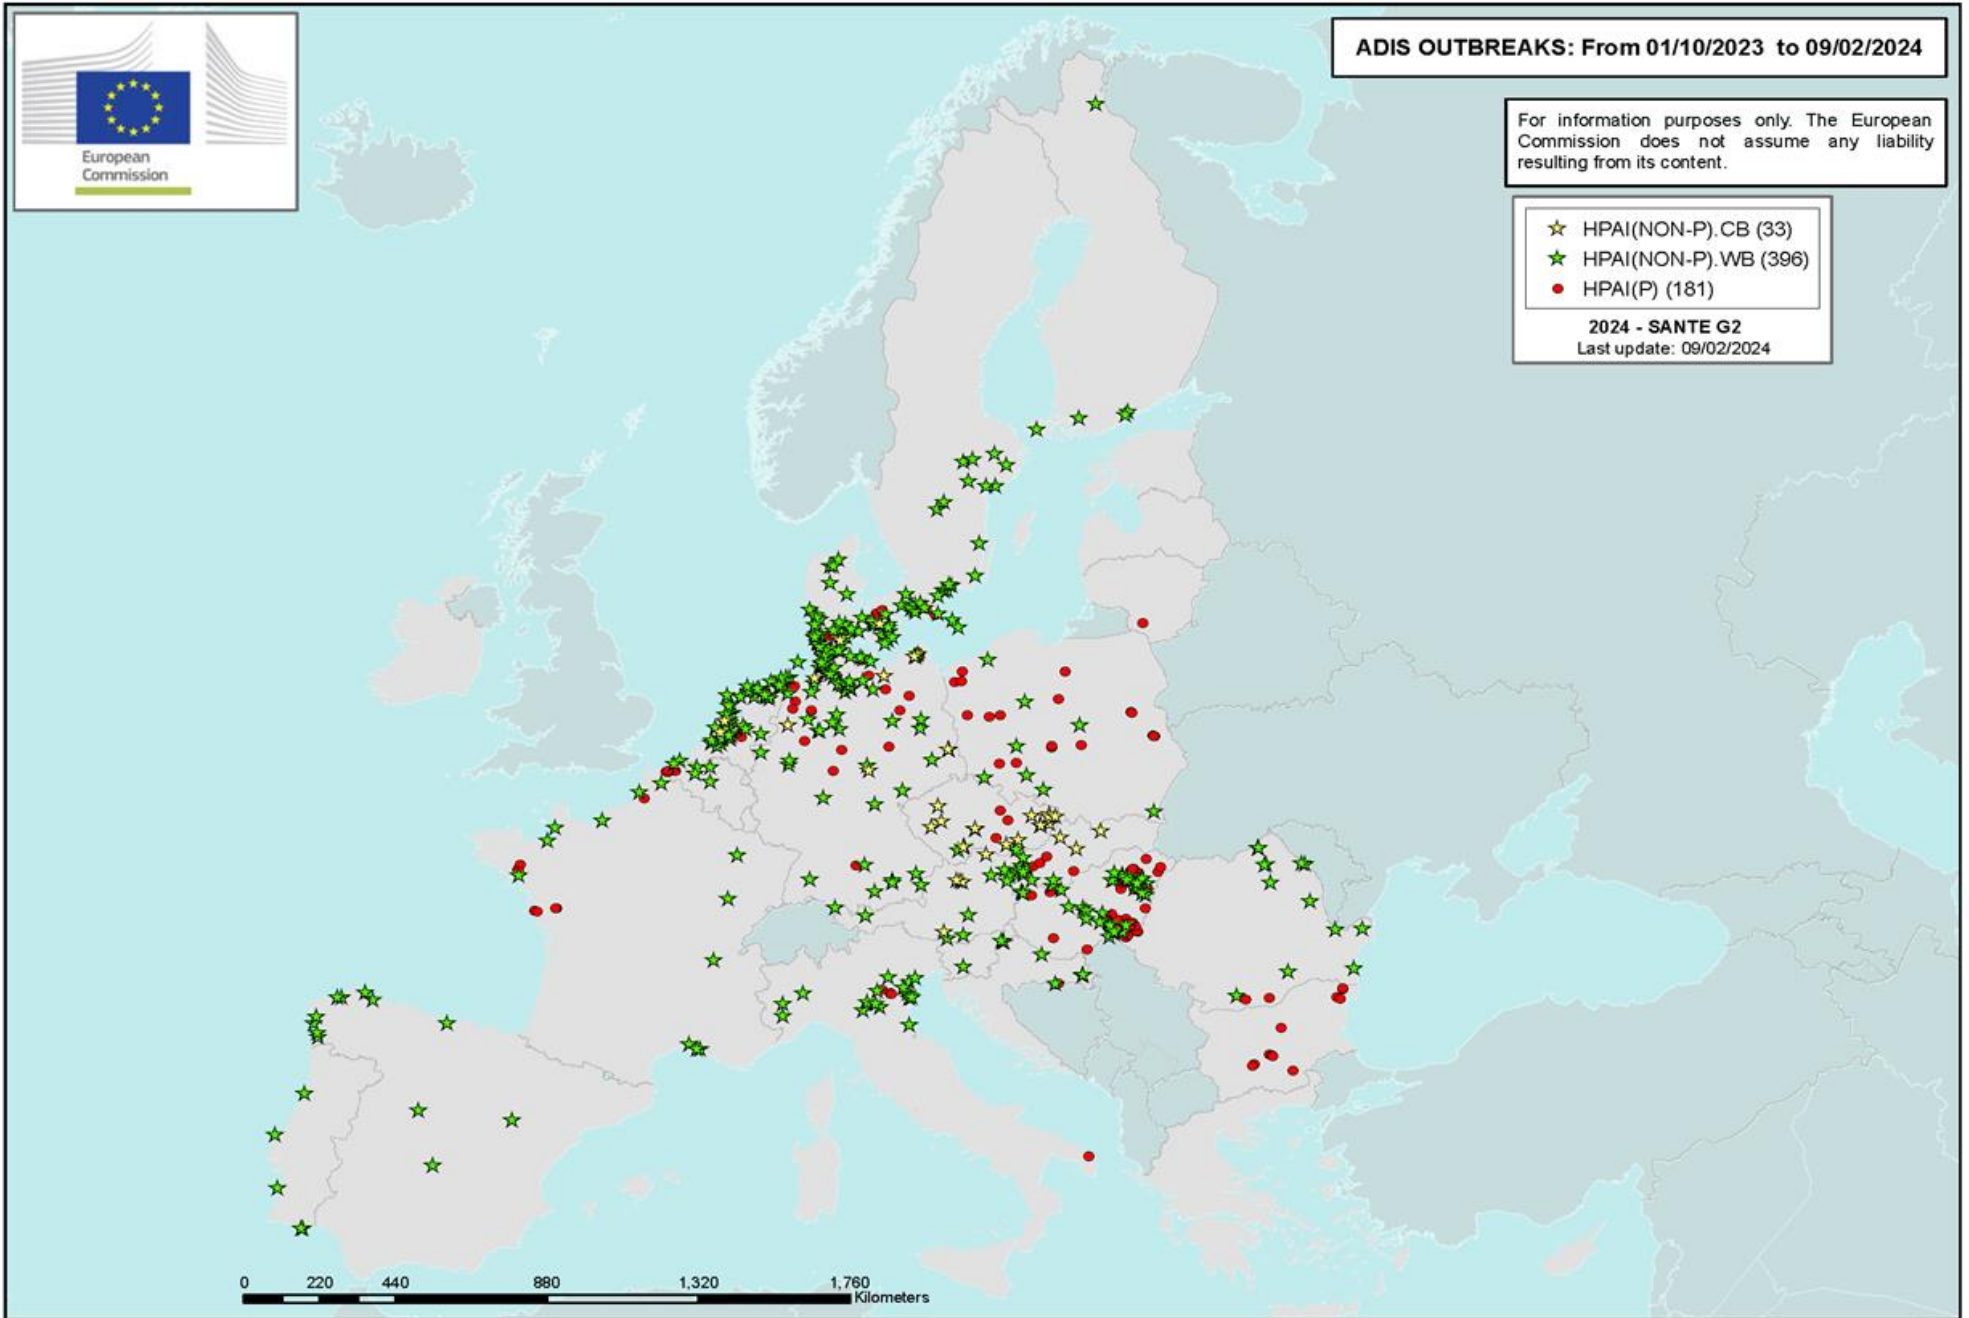 European
Commission
ADIS OUTBREAKS: From 01/10/2023 to 09/02/2024
For information purposes only. The European
Commission does not assume any liability
resulting from its content.
HPAI(NON-P).CB (33)
HPAI(NON-P).WB (396)
HPAI(P) (181)
2024 - SANTE G2
Last update: 09/02/2024
0 220 440 880 1,320 1,760
Kilometers